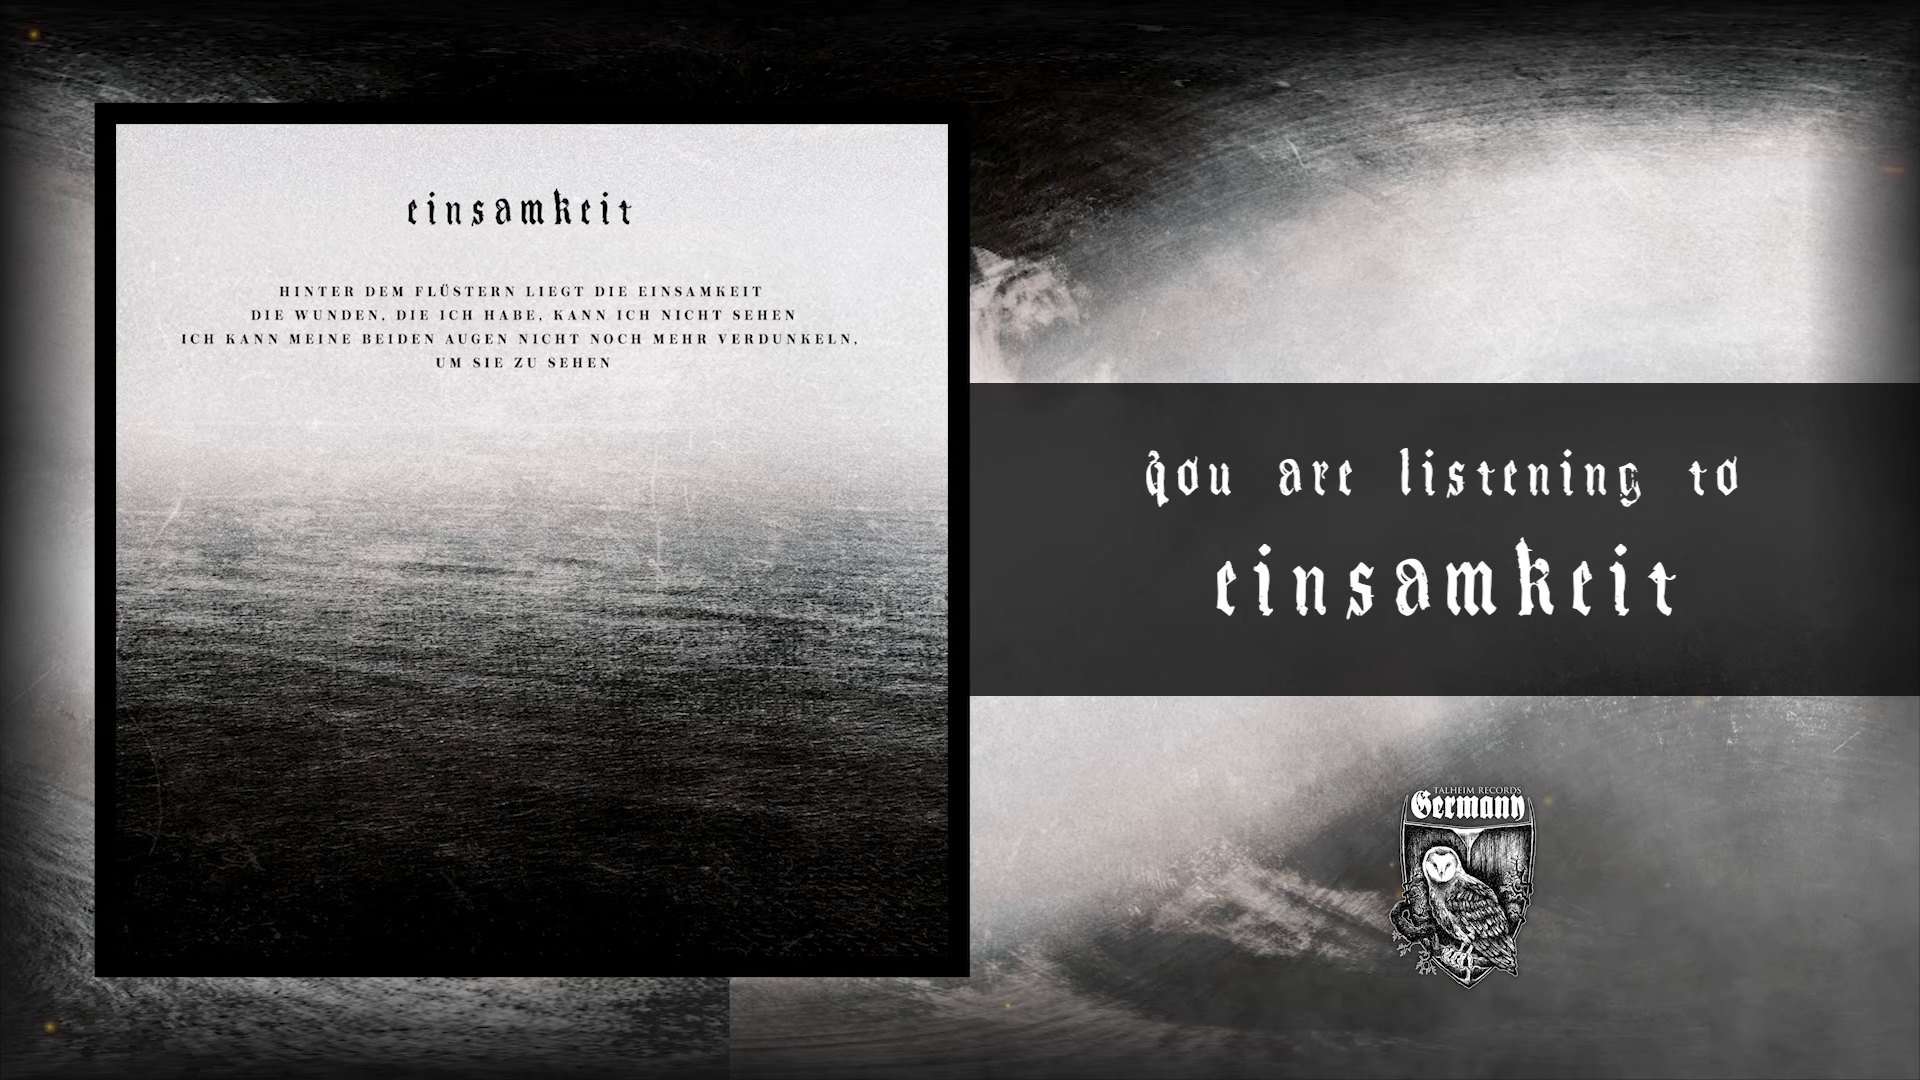 einsamkeit
HINTER DEM FLÜSTERN LIEGT DIE EINSAMKEIT
DIE WUNDEN, DIE ICH HABE, KANN ICH NICHT SEHEN
ICH KANN MEINE BEIDEN AUGEN NICHT NOCH MEHR VERDUNKELN,
UM SIE ZU SEHEN
you are listening to
einsamkeit
TALHEIM RECORDS
Germany